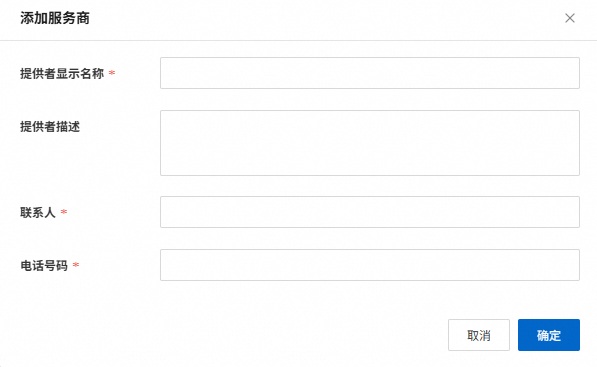 添加服务商
提供者显示名称 *
提供者描述
联系人 *
电话号码 *
取消 确定